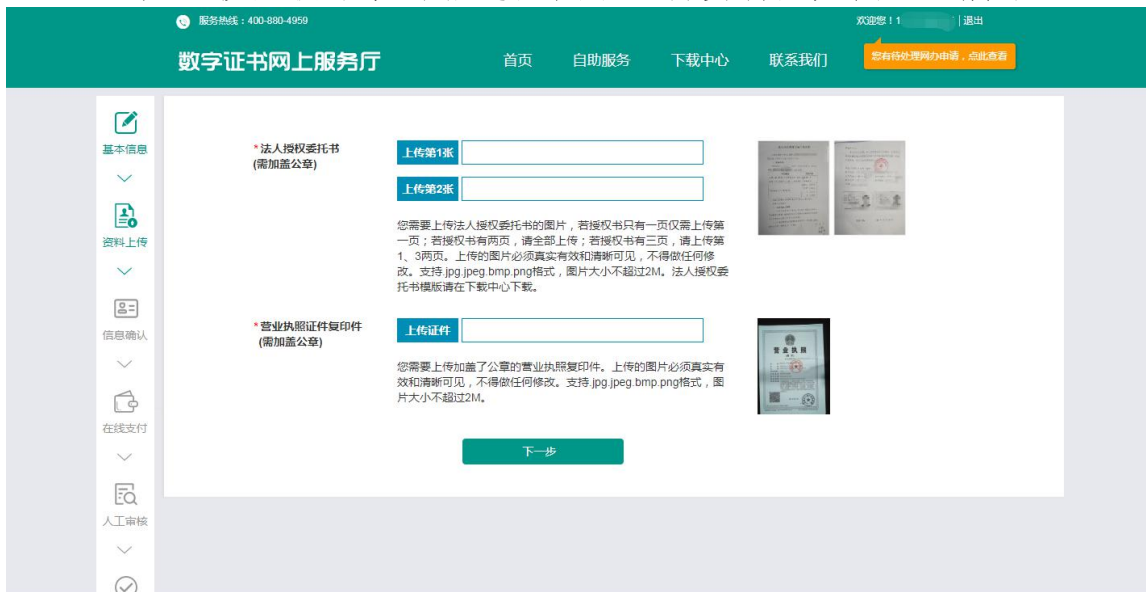 服务热线：400-880-4959
欢迎您！1
退出
数字证书网上服务厅
首页
自助服务
下载中心
联系我们
您有待处理网办申请，点此查看
基本信息
资料上传
信息确认
在线支付
人工审核
*法人授权委托书
(需加盖公章)
上传第1张
上传第2张
您需要上传法人授权委托书的图片，若授权书只有一页仅需上传第
一页；若授权书有两页，请全部上传；若授权书有三页，请上传第
1、3两页。上传的图片必须真实有效和清晰可见，不得做任何修
改。支持.jpg.jpeg.bmp.png格式，图片大小不超过2M。法人授权委
托书模版请在下载中心下载。
*营业执照证件复印件
(需加盖公章)
上传证件
您需要上传加盖了公章的营业执照复印件。上传的图片必须真实有
效和清晰可见，不得做任何修改。支持.jpg.jpeg.bmp.png格式，图
片大小不超过2M。
营业执照
下一步